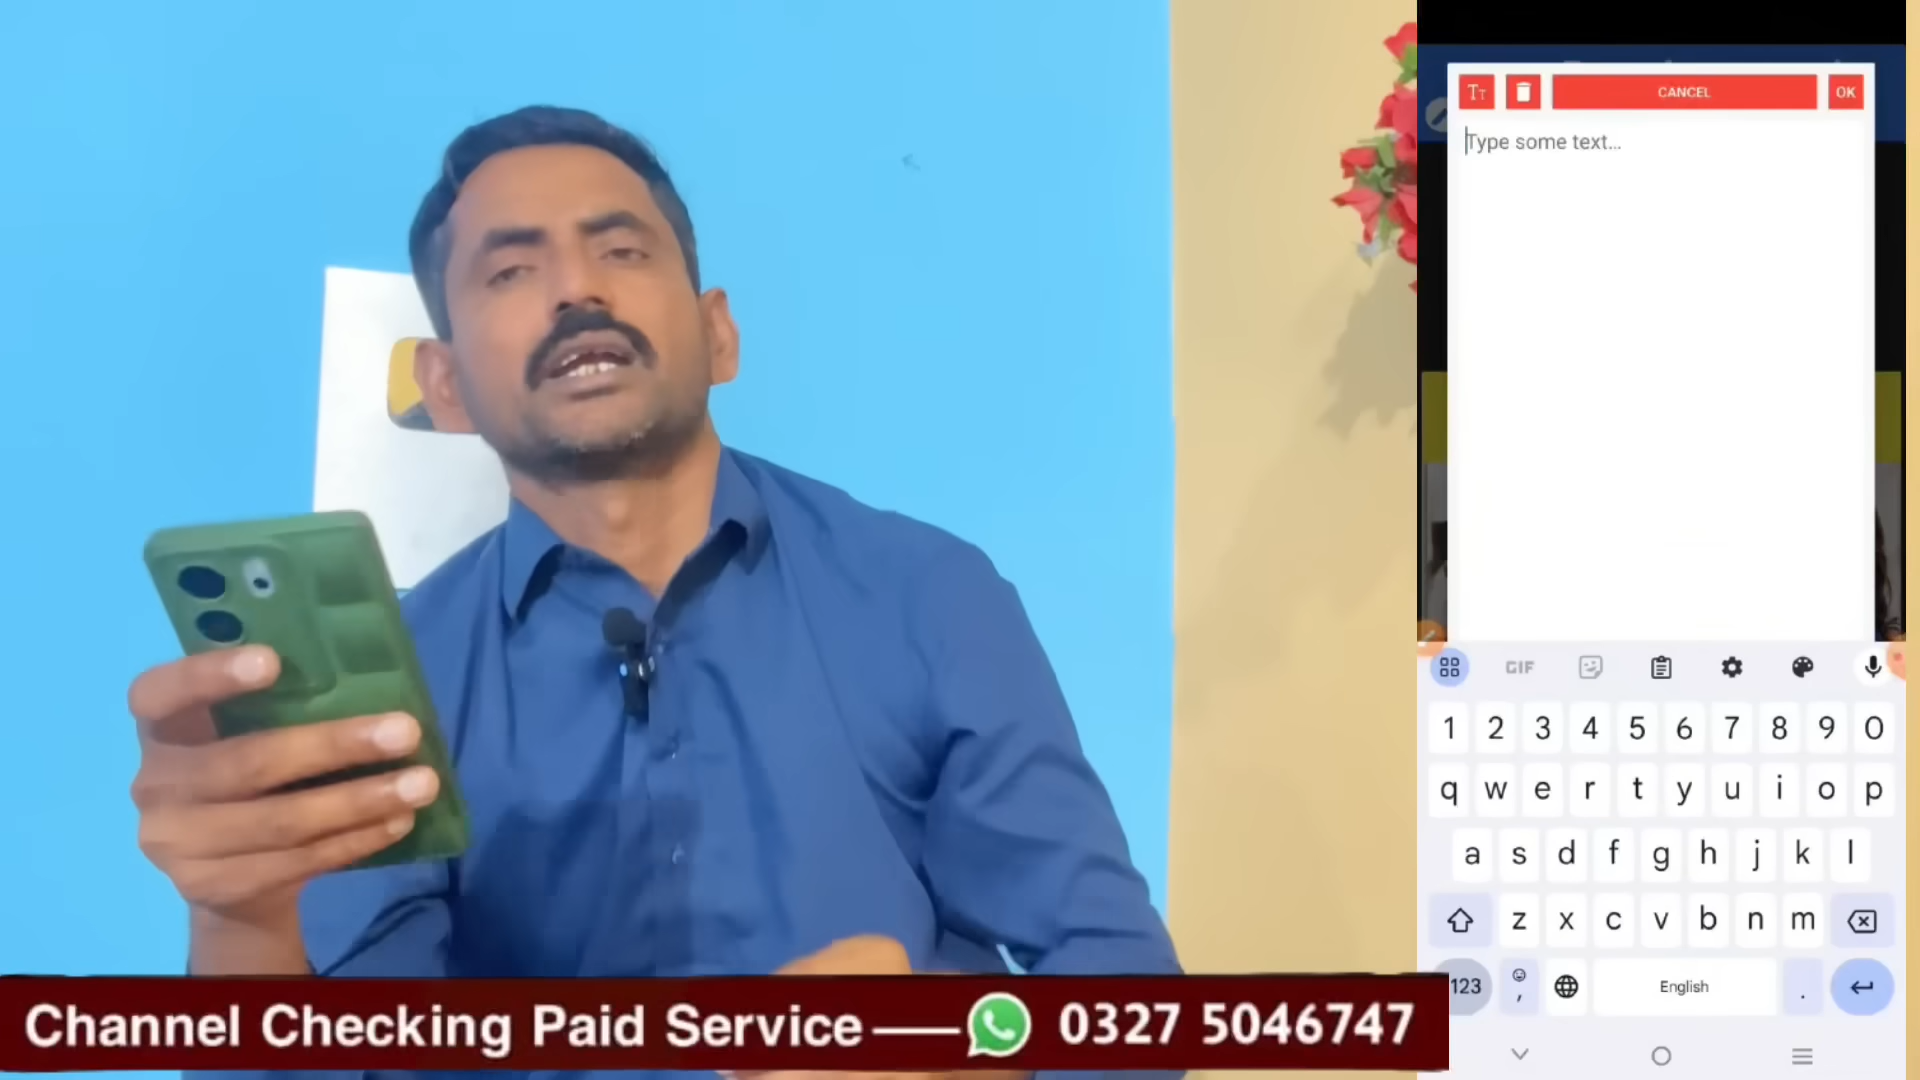 CANCEL
OK
Type some text...
GIF
1 2 3 4 5 6 7 8 9 0
q w e r t y u i o p
a s d f g h j k l
z x c v b n m
123 , English .
Channel Checking Paid Service — 0327 5046747